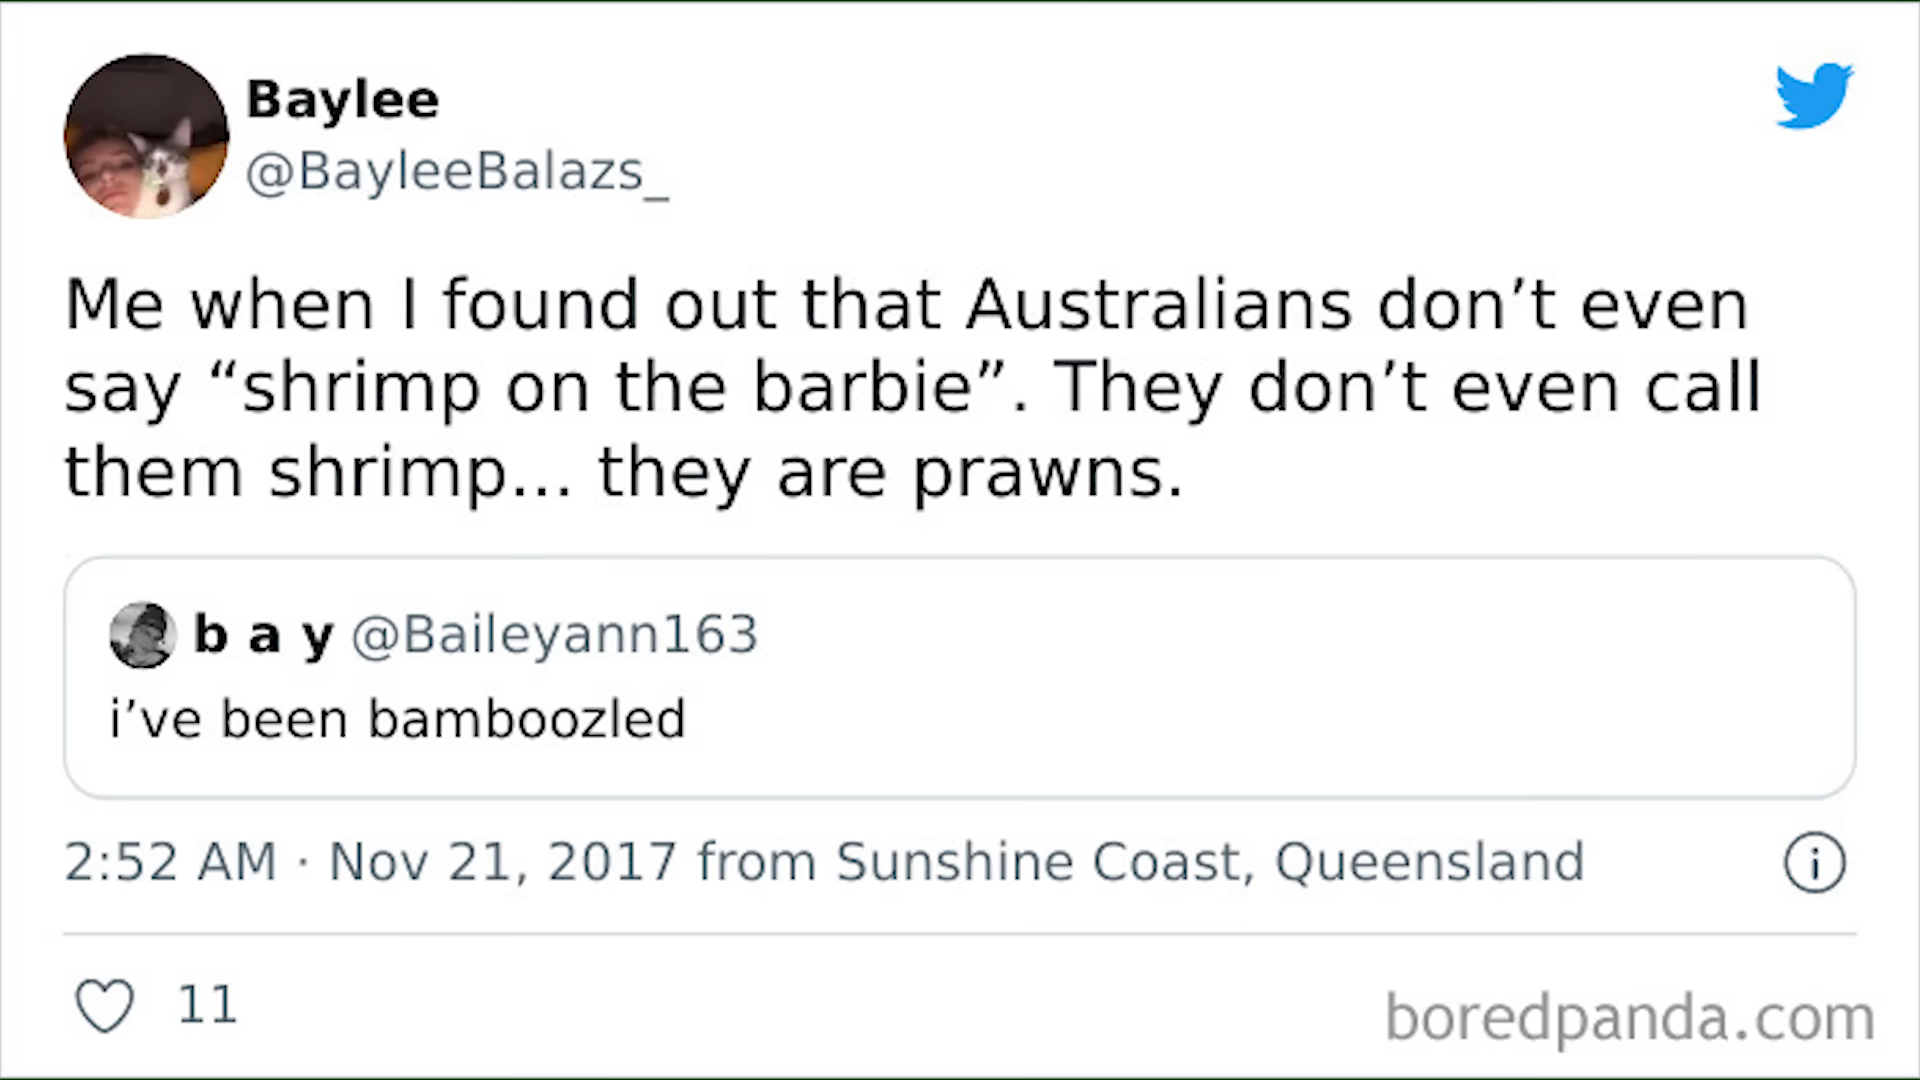 Baylee
@BayleeBalazs_
Me when I found out that Australians don’t even
say “shrimp on the barbie”. They don’t even call
them shrimp... they are prawns.
b a y @Baileyann163
i’ve been bamboozled
2:52 AM · Nov 21, 2017 from Sunshine Coast, Queensland
11
boredpanda.com